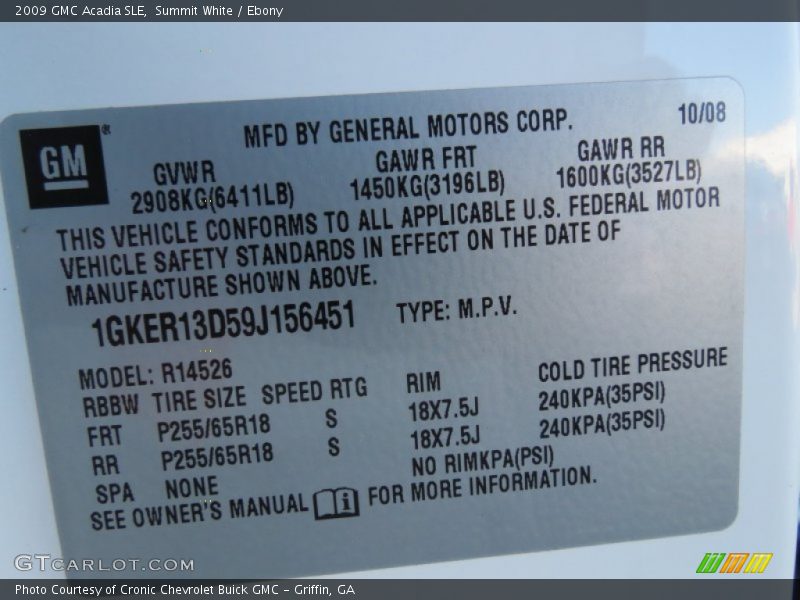 2009 GMC Acadia SLE,  Summit White / Ebony
10/08
GM®
MFD BY GENERAL MOTORS CORP.
GVWR GAWR FRT GAWR RR
2908KG(6411LB) 1450KG(3196LB) 1600KG(3527LB)
THIS VEHICLE CONFORMS TO ALL APPLICABLE U.S. FEDERAL MOTOR
VEHICLE SAFETY STANDARDS IN EFFECT ON THE DATE OF
MANUFACTURE SHOWN ABOVE.
1GKER13D59J156451 TYPE: M.P.V.
MODEL: R14526
RBBW TIRE SIZE SPEED RTG RIM COLD TIRE PRESSURE
FRT P255/65R18 S 18X7.5J 240KPA(35PSI)
RR P255/65R18 S 18X7.5J 240KPA(35PSI)
SPA NONE NO RIMKPA(PSI)
SEE OWNER'S MANUAL i FOR MORE INFORMATION.
GTCARLOT.COM
Photo Courtesy of Cronic Chevrolet Buick GMC – Griffin, GA